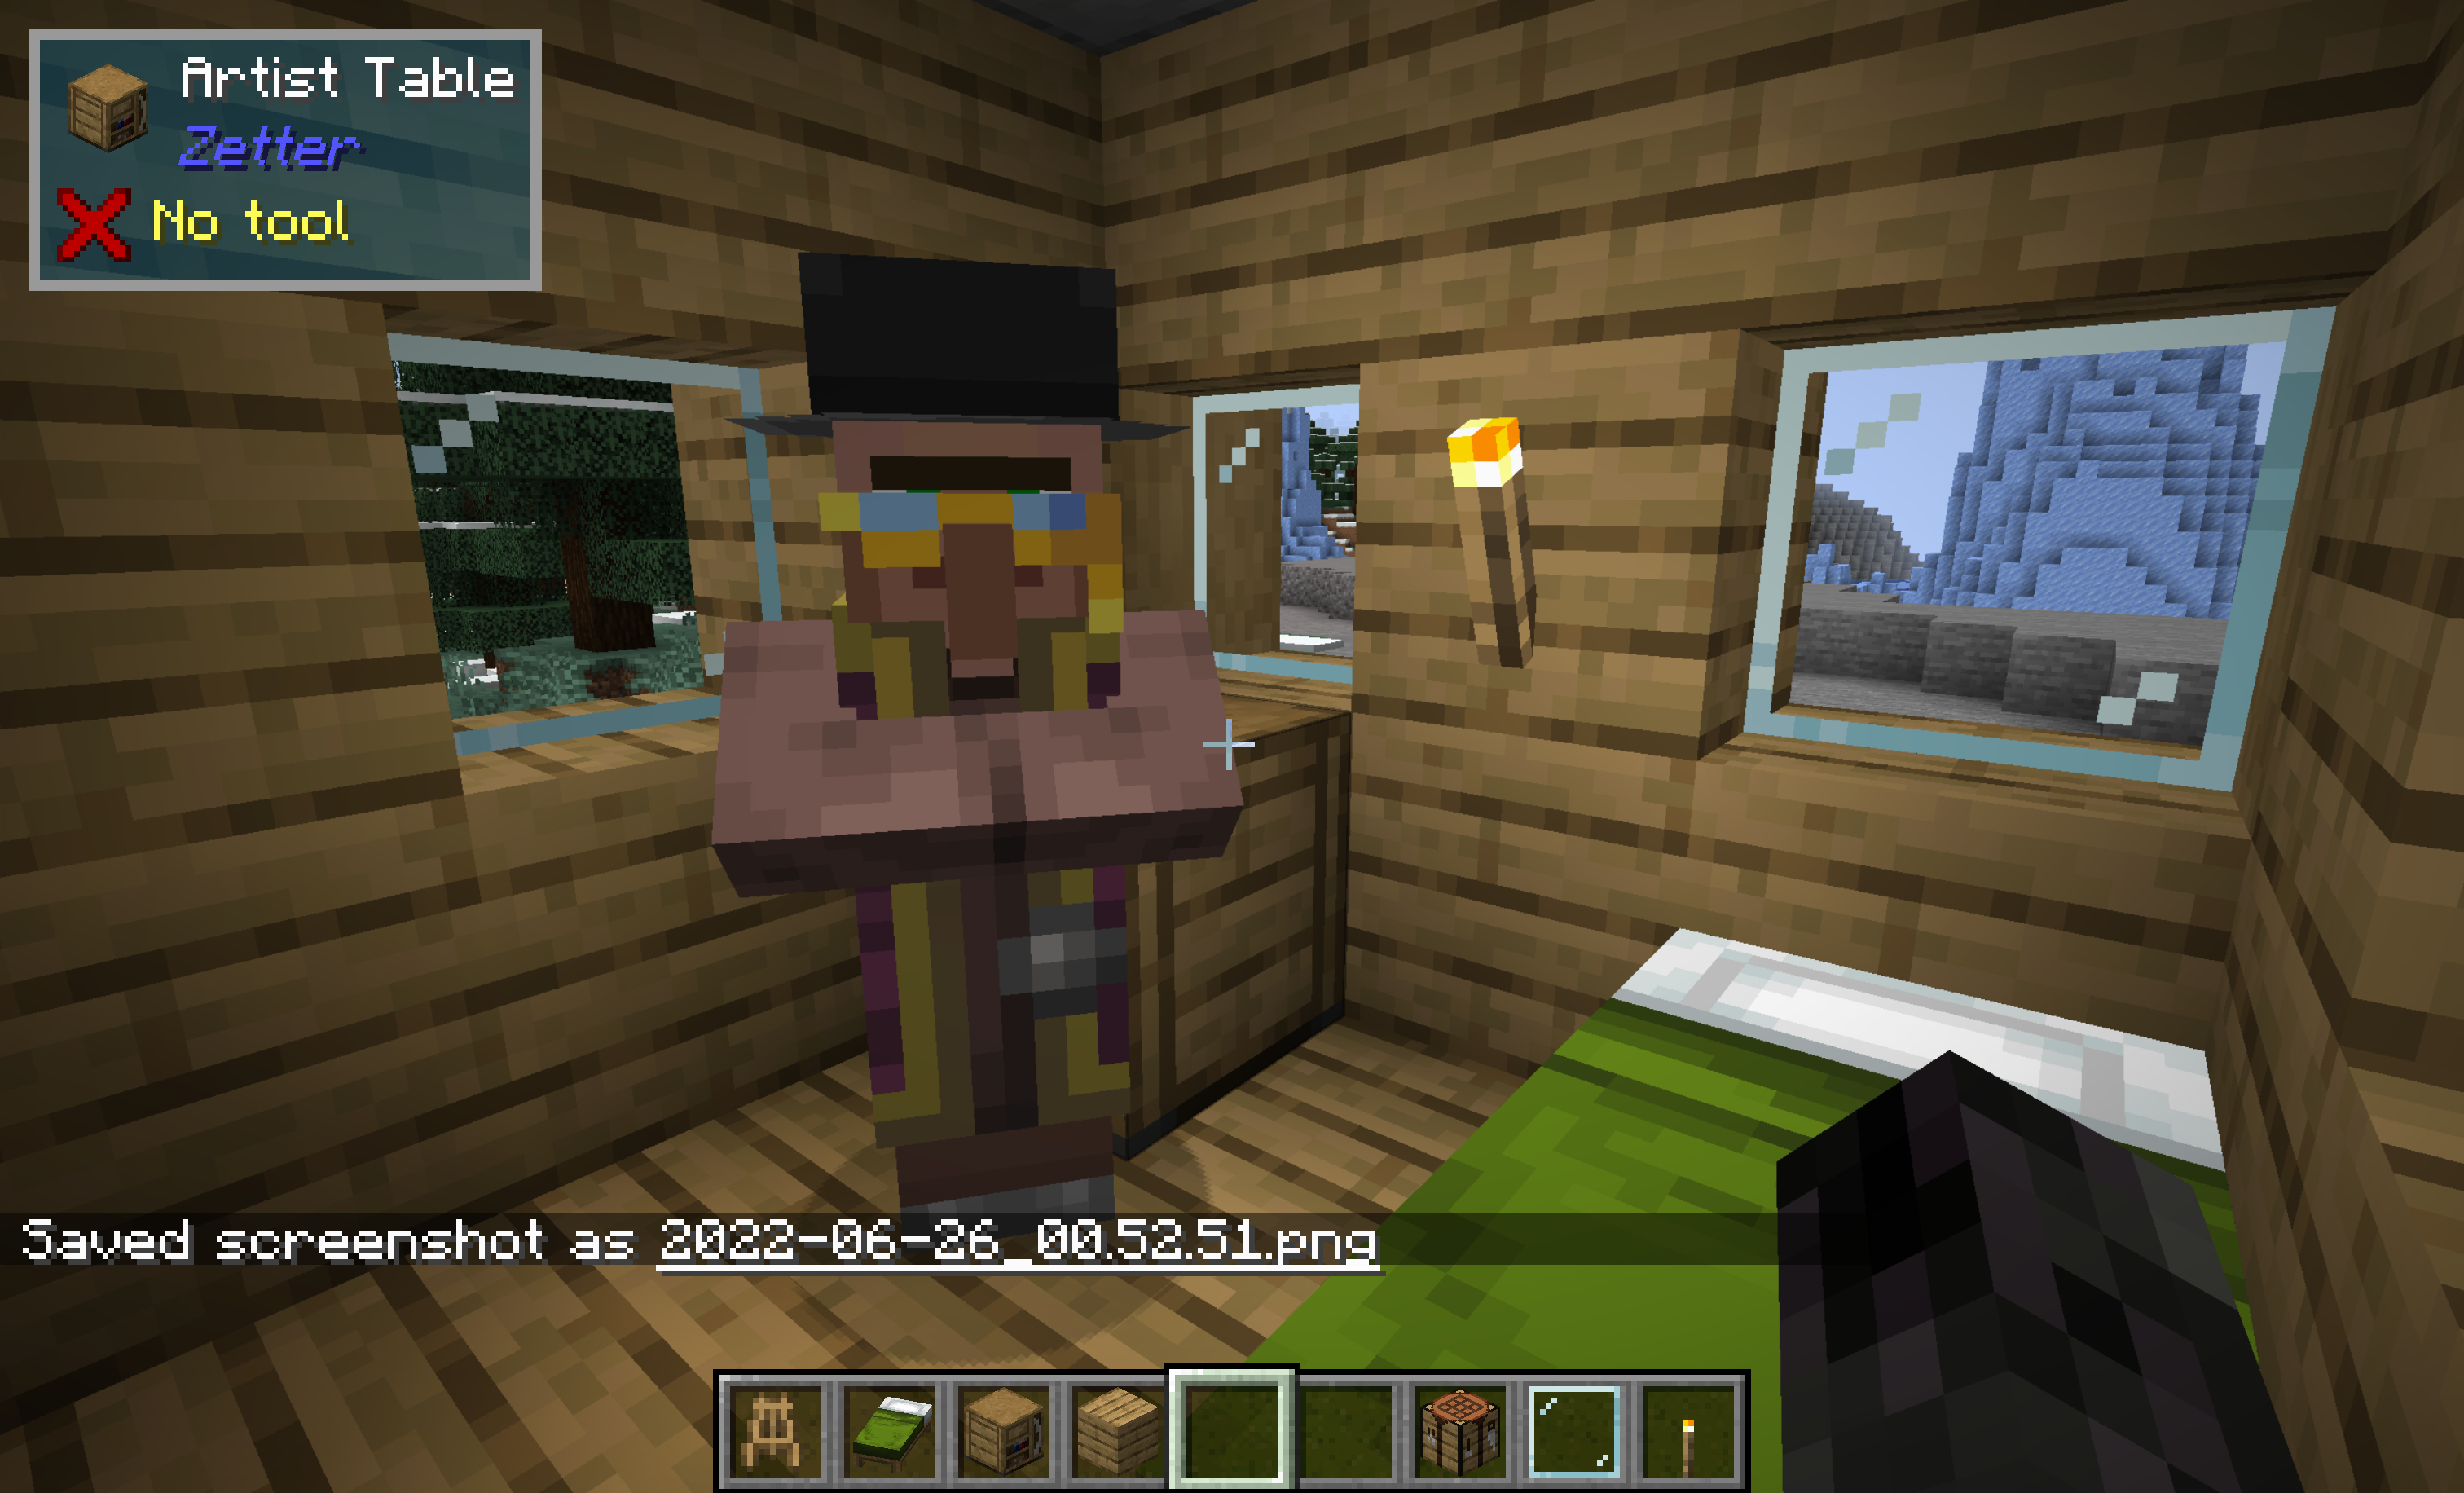 Artist Table
Zetter
No tool
Saved screenshot as 2022-06-26_00.52.51.png